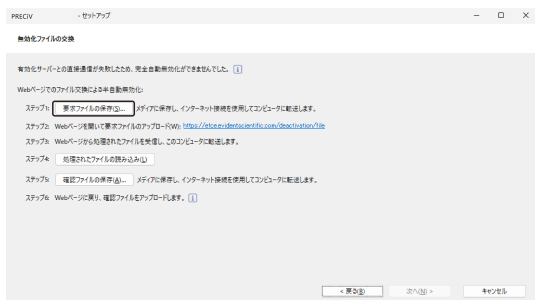 PRECiV - セットアップ
無効化ファイルの交換
有効化サーバーとの直接通信が失敗したため、完全自動無効化ができませんでした。 i
Webページでのファイル交換による半自動無効化:
ステップ1: 要求ファイルの保存(S)... メディアに保存し、インターネット接続を使用してコンピュータに転送します。
ステップ2: Webページを開いて要求ファイルのアップロード(W): https://etce.evidentscientific.com/deactivation/file
ステップ3: Webページから処理されたファイルを受信し、このコンピュータに転送します。
ステップ4: 処理されたファイルの読み込み(L)
ステップ5: 確認ファイルの保存(A)... メディアに保存し、インターネット接続を使用してコンピュータに転送します。
ステップ6: Webページに戻り、確認ファイルをアップロードします。 i
< 戻る(B) 次へ(N) > キャンセル